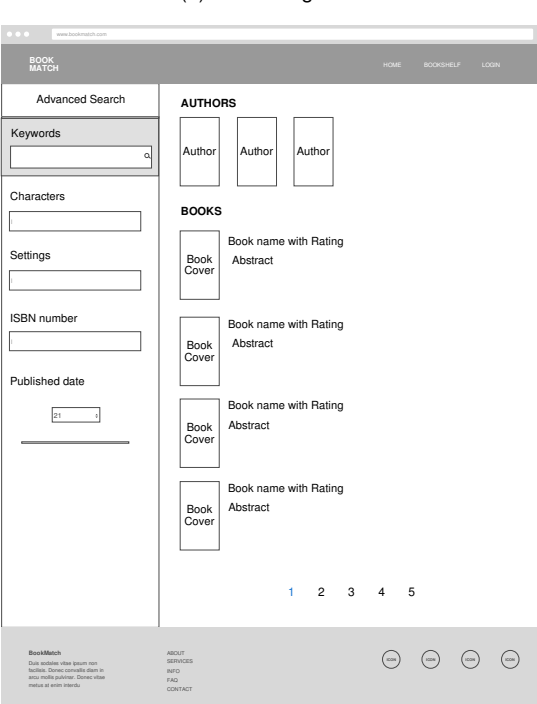 www.bookmatch.com
BOOK
MATCH
HOME BOOKSHELF LOGIN
Advanced Search
Keywords
Characters
Settings
ISBN number
Published date
21
AUTHORS
Author Author Author
BOOKS
Book
Cover
Book name with Rating
Abstract
Book
Cover
Book name with Rating
Abstract
Book
Cover
Book name with Rating
Abstract
Book
Cover
Book name with Rating
Abstract
1 2 3 4 5
BookMatch
Duis sodales vitae ipsum non
facilisis. Donec convallis diam in
arcu mollis pulvinar. Donec vitae
metus at enim interdu
ABOUT
SERVICES
INFO
FAQ
CONTACT
ICON ICON ICON ICON